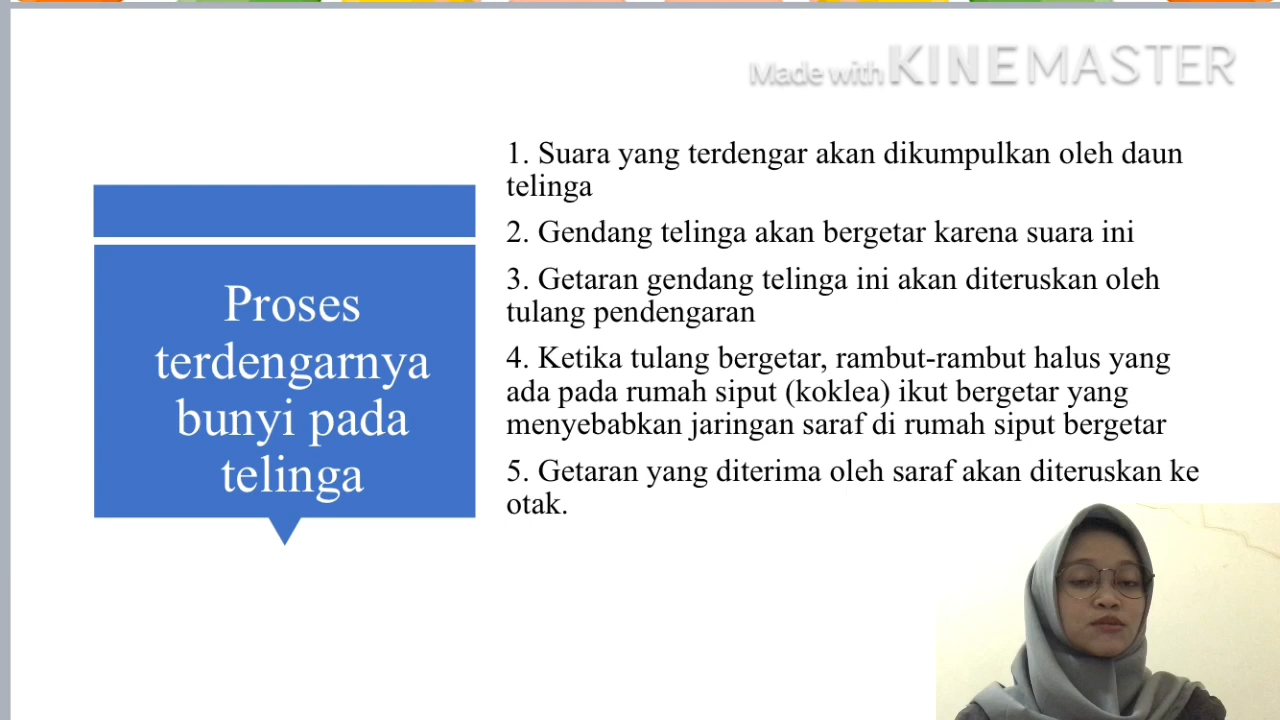 Made with KINEMASTER
Proses
terdengarnya
bunyi pada
telinga
1. Suara yang terdengar akan dikumpulkan oleh daun
telinga
2. Gendang telinga akan bergetar karena suara ini
3. Getaran gendang telinga ini akan diteruskan oleh
tulang pendengaran
4. Ketika tulang bergetar, rambut-rambut halus yang
ada pada rumah siput (koklea) ikut bergetar yang
menyebabkan jaringan saraf di rumah siput bergetar
5. Getaran yang diterima oleh saraf akan diteruskan ke
otak.